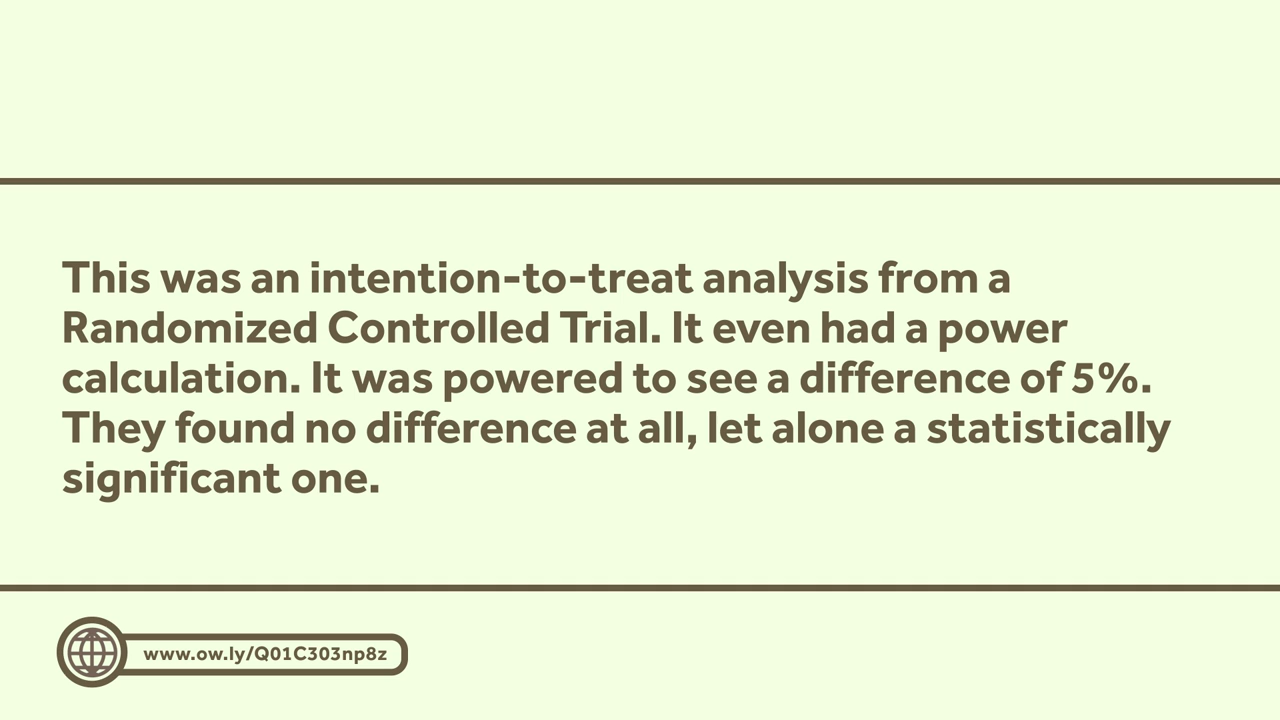 This was an intention-to-treat analysis from a
Randomized Controlled Trial. It even had a power
calculation. It was powered to see a difference of 5%.
They found no difference at all, let alone a statistically
significant one.
www.ow.ly/Q01C303np8z